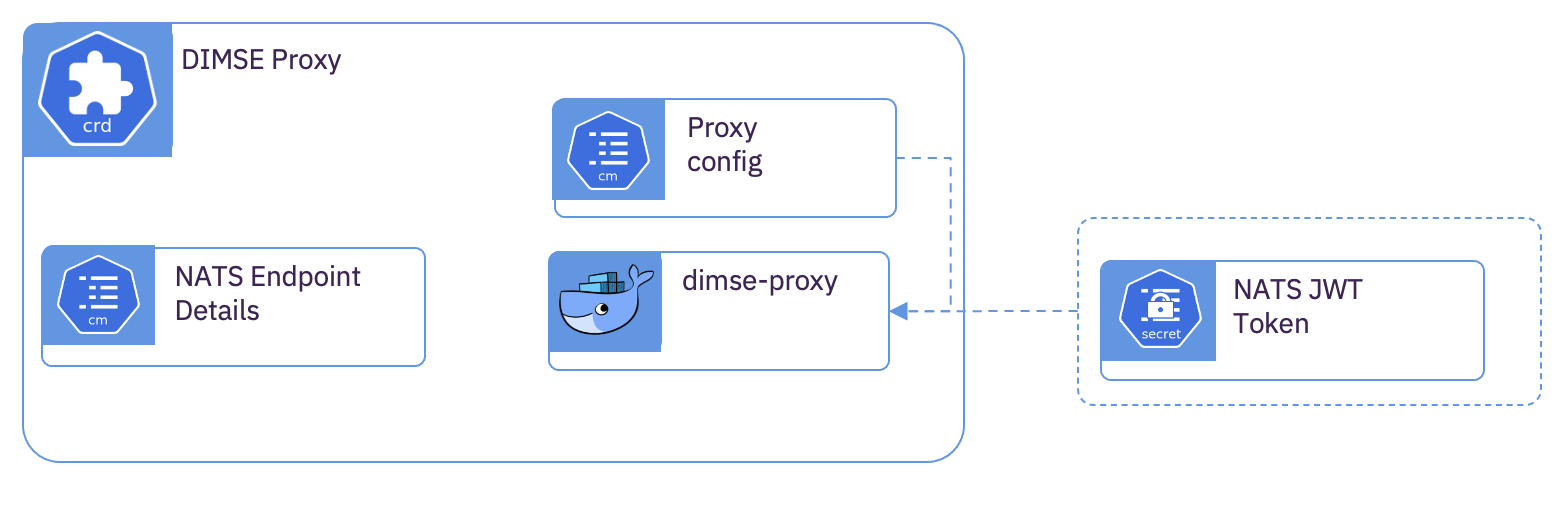 DIMSE Proxy
crd
Proxy
config
cm
NATS Endpoint
Details
cm
dimse-proxy
NATS JWT
Token
secret